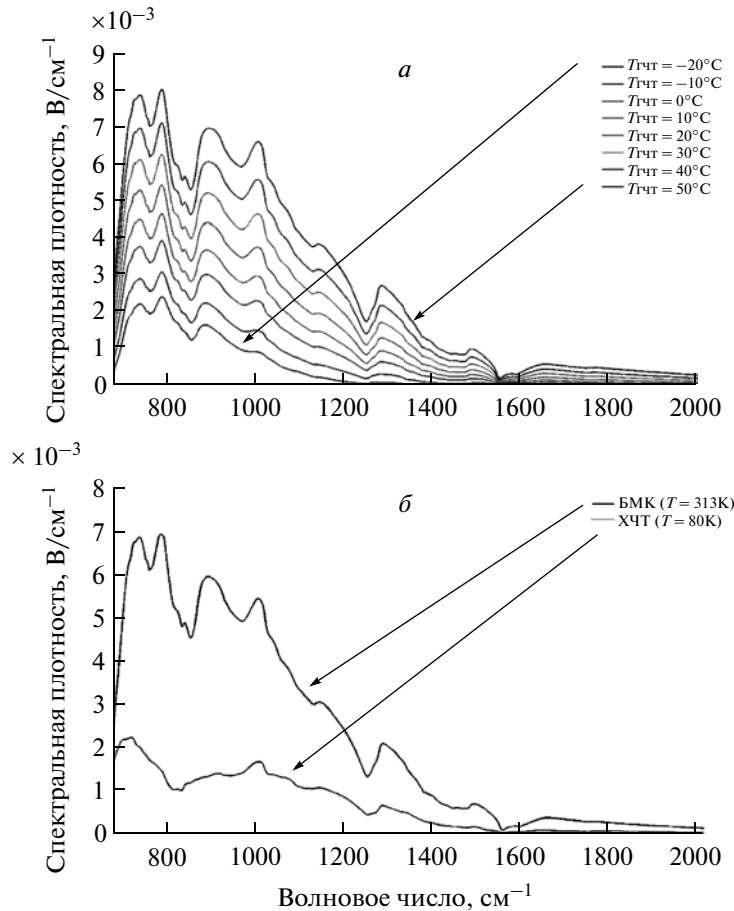 ×10⁻³
Спектральная плотность, В/см⁻¹
9
8
7
6
5
4
3
2
1
0
а
Tгчт = −20°C
Tгчт = −10°C
Tгчт = 0°C
Tгчт = 10°C
Tгчт = 20°C
Tгчт = 30°C
Tгчт = 40°C
Tгчт = 50°C
800 1000 1200 1400 1600 1800 2000
× 10⁻³
Спектральная плотность, В/см⁻¹
8
7
6
5
4
3
2
1
0
б
БМК (T = 313K)
ХЧТ (T = 80K)
800 1000 1200 1400 1600 1800 2000
Волновое число, см⁻¹